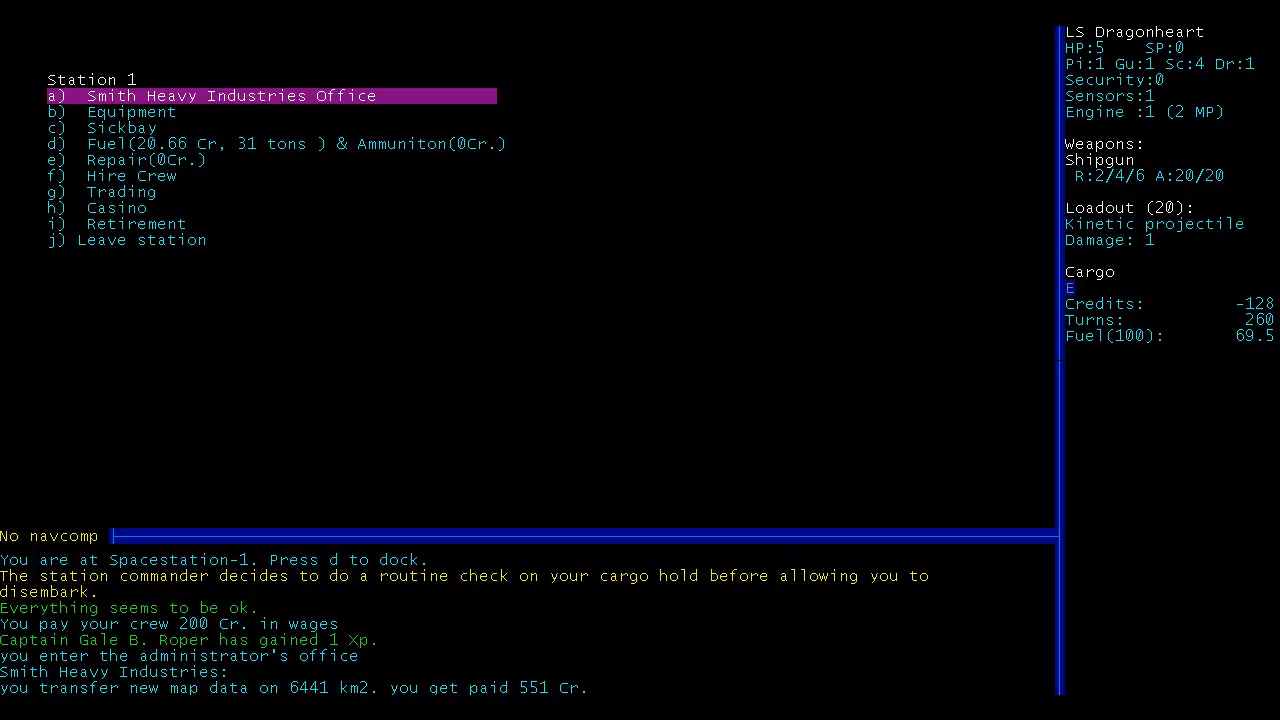 LS Dragonheart
HP:5    SP:0
Pi:1 Gu:1 Sc:4 Dr:1
Security:0
Sensors:1
Engine :1 (2 MP)
Weapons:
Shipgun
R:2/4/6 A:20/20
Loadout (20):
Kinetic projectile
Damage: 1
Cargo
E
Credits: -128
Turns: 260
Fuel(100): 69.5
Station 1
a)  Smith Heavy Industries Office
b)  Equipment
c)  Sickbay
d)  Fuel(20.66 Cr, 31 tons ) & Ammuniton(0Cr.)
e)  Repair(0Cr.)
f)  Hire Crew
g)  Trading
h)  Casino
i)  Retirement
j) Leave station
No navcomp
You are at Spacestation-1. Press d to dock.
The station commander decides to do a routine check on your cargo hold before allowing you to
disembark.
Everything seems to be ok.
You pay your crew 200 Cr. in wages
Captain Gale B. Roper has gained 1 Xp.
you enter the administrator's office
Smith Heavy Industries:
you transfer new map data on 6441 km2. you get paid 551 Cr.